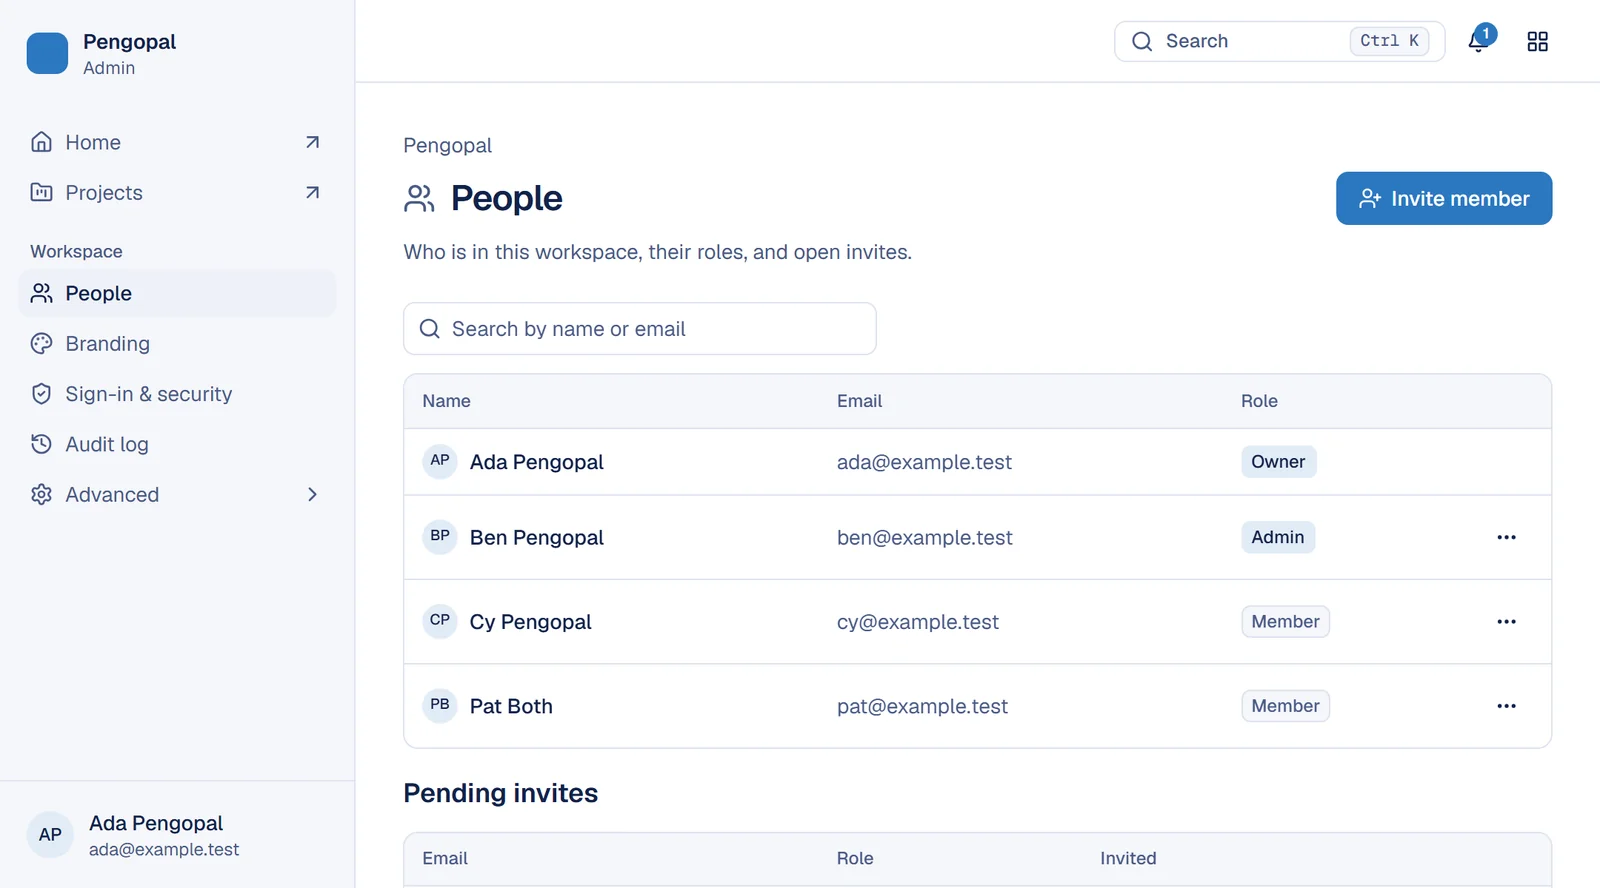 Pengopal
Admin
Home
Projects
Workspace
People
Branding
Sign-in & security
Audit log
Advanced
AP
Ada Pengopal
ada@example.test
Search
Ctrl K
1
Pengopal
People
Invite member
Who is in this workspace, their roles, and open invites.
Search by name or email
Name Email Role
AP Ada Pengopal ada@example.test Owner
BP Ben Pengopal ben@example.test Admin
CP Cy Pengopal cy@example.test Member
PB Pat Both pat@example.test Member
Pending invites
Email Role Invited